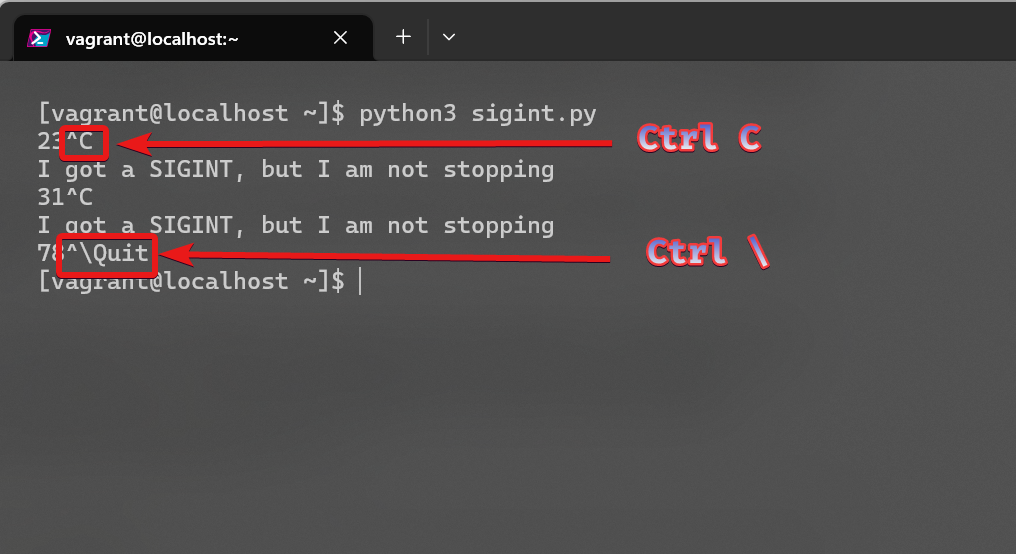 vagrant@localhost:~
[vagrant@localhost ~]$ python3 sigint.py
23^C
Ctrl C
I got a SIGINT, but I am not stopping
31^C
I got a SIGINT, but I am not stopping
78^\Quit
Ctrl \
[vagrant@localhost ~]$